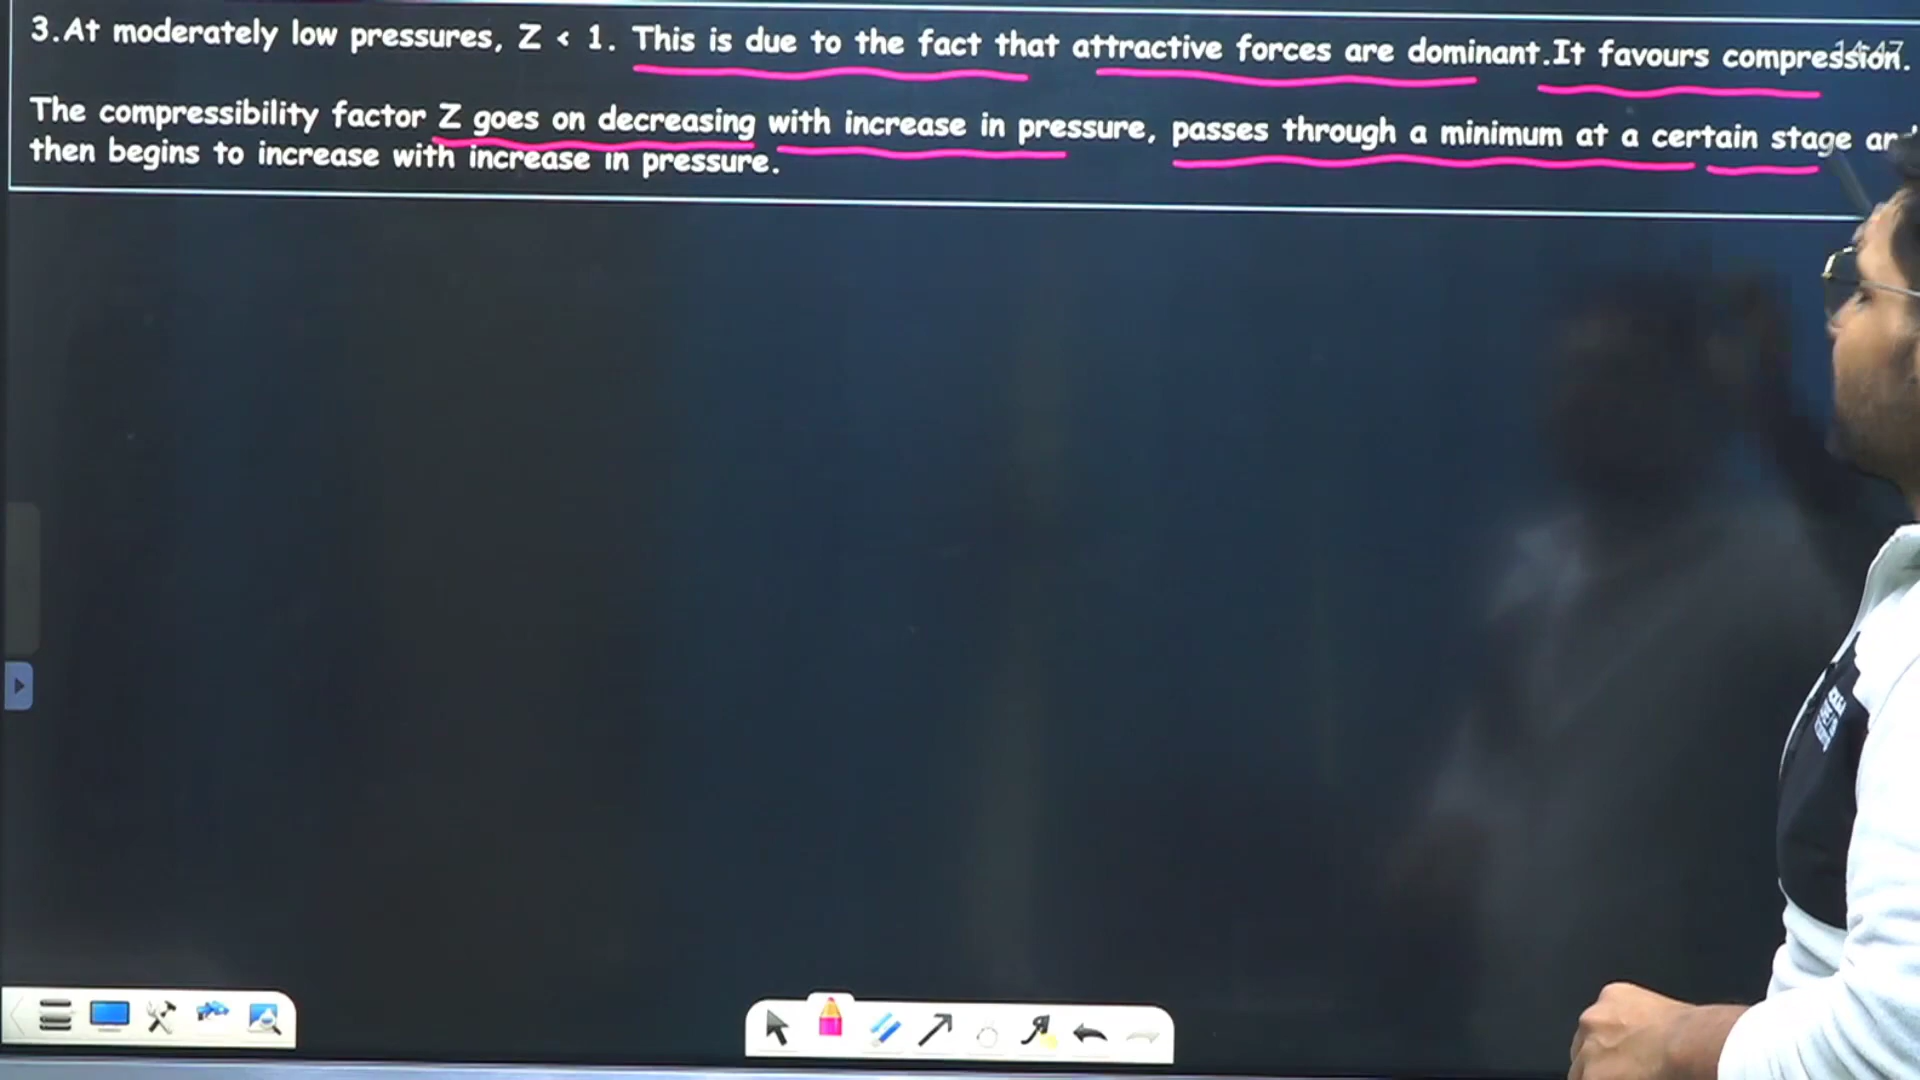 3.At moderately low pressures, Z < 1. This is due to the fact that attractive forces are dominant.It favours compression.
14:47
The compressibility factor Z goes on decreasing with increase in pressure, passes through a minimum at a certain stage
then begins to increase with increase in pressure.